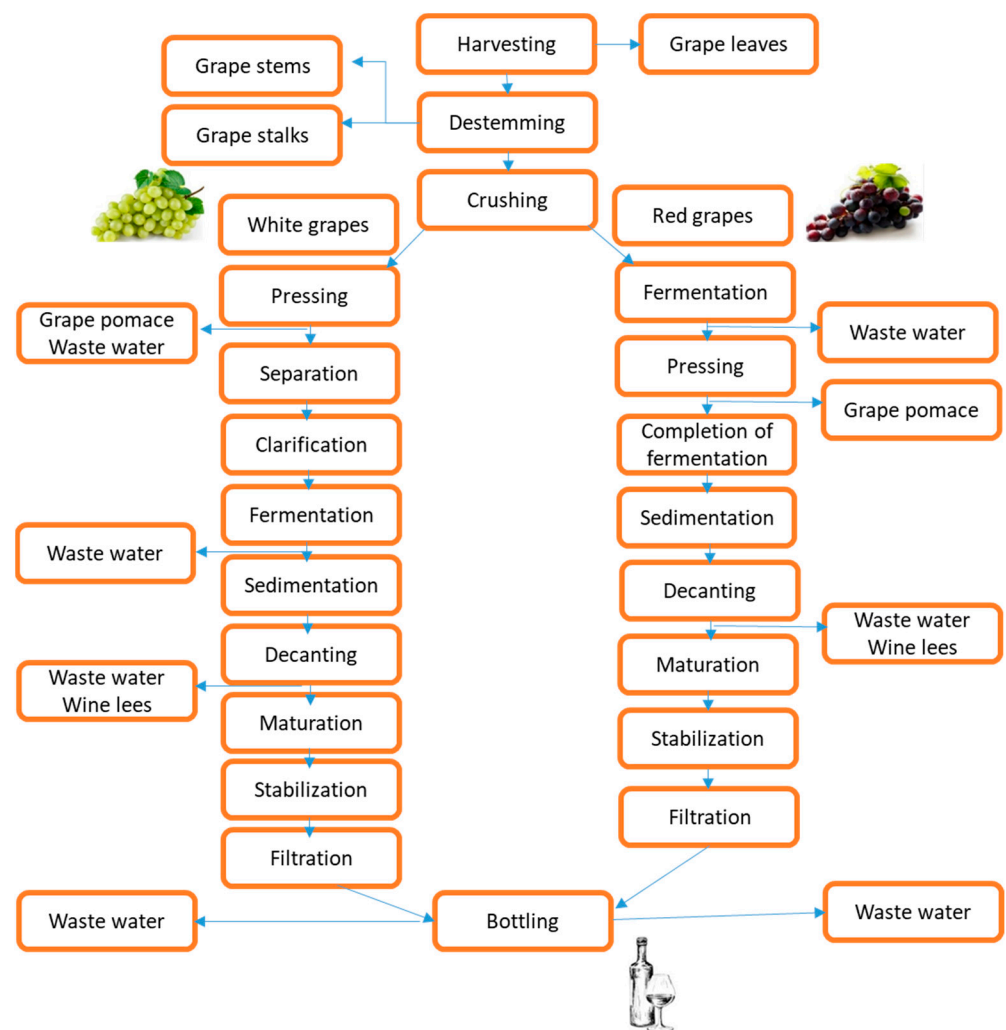 Harvesting
Grape leaves
Grape stems
Destemming
Grape stalks
Crushing
White grapes
Red grapes
Pressing
Fermentation
Grape pomace
Waste water
Waste water
Separation
Pressing
Grape pomace
Clarification
Completion of
fermentation
Fermentation
Sedimentation
Waste water
Sedimentation
Decanting
Decanting
Waste water
Wine lees
Waste water
Wine lees
Maturation
Maturation
Stabilization
Stabilization
Filtration
Filtration
Waste water
Bottling
Waste water